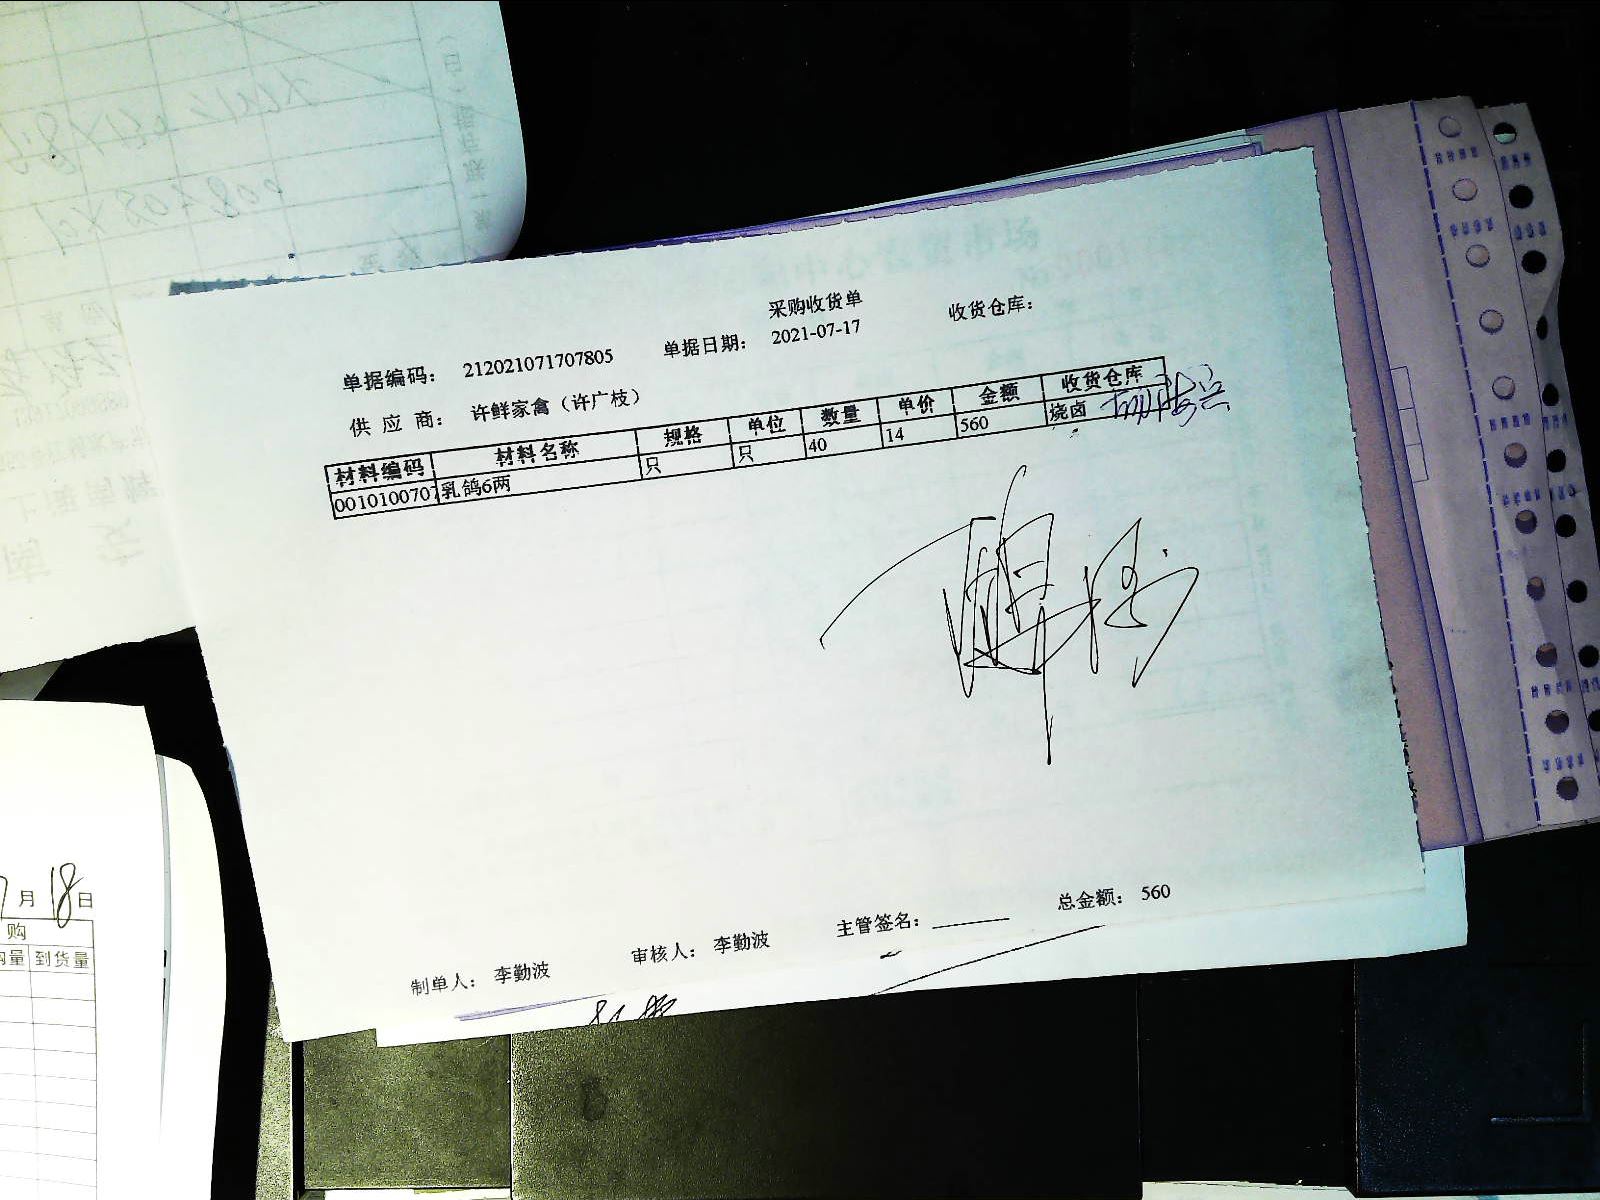 采购收货单
单据编码： 212021071707805 单据日期： 2021-07-17 收货仓库：
供 应 商： 许鲜家禽（许广枝）
材料编码 材料名称 规格 单位 数量 单价 金额 收货仓库
0010100707 乳鸽6两 只 只 40 14 560 烧卤
制单人： 李勤波 审核人： 李勤波 主管签名： 总金额： 560
月 18 日
购
购量 到货量